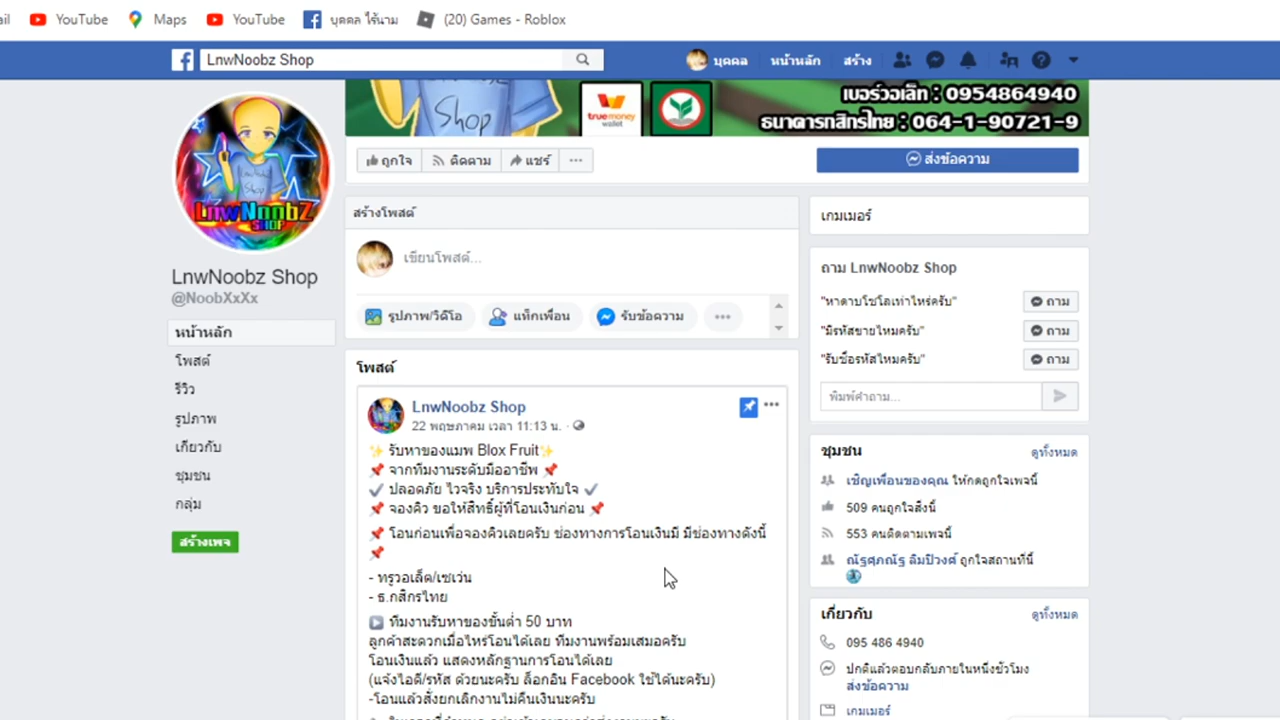 ail YouTube Maps YouTube บุคคล ไร้นาม (20) Games - Roblox
LnwNoobz Shop บุคคล หน้าหลัก สร้าง
Shop
truemoney
wallet
เบอร์วอเล็ท : 0954864940
ธนาคารกสิกรไทย : 064-1-90721-9
ถูกใจ ติดตาม แชร์ ส่งข้อความ
LnwNoobZ
SHOP
LnwNoobz Shop
@NoobXxXx
หน้าหลัก
โพสต์
รีวิว
รูปภาพ
เกี่ยวกับ
ชุมชน
กลุ่ม
สร้างเพจ
สร้างโพสต์
เขียนโพสต์...
รูปภาพ/วิดีโอ แท็กเพื่อน รับข้อความ
โพสต์
LnwNoobz Shop
22 พฤษภาคม เวลา 11:13 น. ·
✨ รับหาของแมพ Blox Fruit✨
📌 จากทีมงานระดับมืออาชีพ 📌
✔ ปลอดภัย ไวจริง บริการประทับใจ ✔
📌 จองคิว ขอให้สิทธิ์ผู้ที่โอนเงินก่อน 📌
📌 โอนก่อนเพื่อจองคิวเลยครับ ช่องทางการโอนเงินมี มีช่องทางดังนี้
📌
- ทรูวอเล็ต/เซเว่น
- ธ.กสิกรไทย
▶ ทีมงานรับหาของขั้นต่ำ 50 บาท
ลูกค้าสะดวกเมื่อไหร่โอนได้เลย ทีมงานพร้อมเสมอครับ
โอนเงินแล้ว แสดงหลักฐานการโอนได้เลย
(แจ้งไอดี/รหัส ด้วยนะครับ ล็อกอิน Facebook ใช้ได้นะครับ)
-โอนแล้วสั่งยกเลิกงานไม่คืนเงินนะครับ
เกมเมอร์
ถาม LnwNoobz Shop
"หาดาบโซโลเท่าไหร่ครับ" ถาม
"มีรหัสขายไหมครับ" ถาม
"รับซื้อรหัสไหมครับ" ถาม
พิมพ์คำถาม...
ชุมชน ดูทั้งหมด
เชิญเพื่อนของคุณ ให้กดถูกใจเพจนี้
509 คนถูกใจสิ่งนี้
553 คนติดตามเพจนี้
ณัฐศุภณัฐ ลิมปิวงศ์ ถูกใจสถานที่นี้
เกี่ยวกับ ดูทั้งหมด
095 486 4940
ปกติแล้วตอบกลับภายในหนึ่งชั่วโมง
ส่งข้อความ
เกมเมอร์